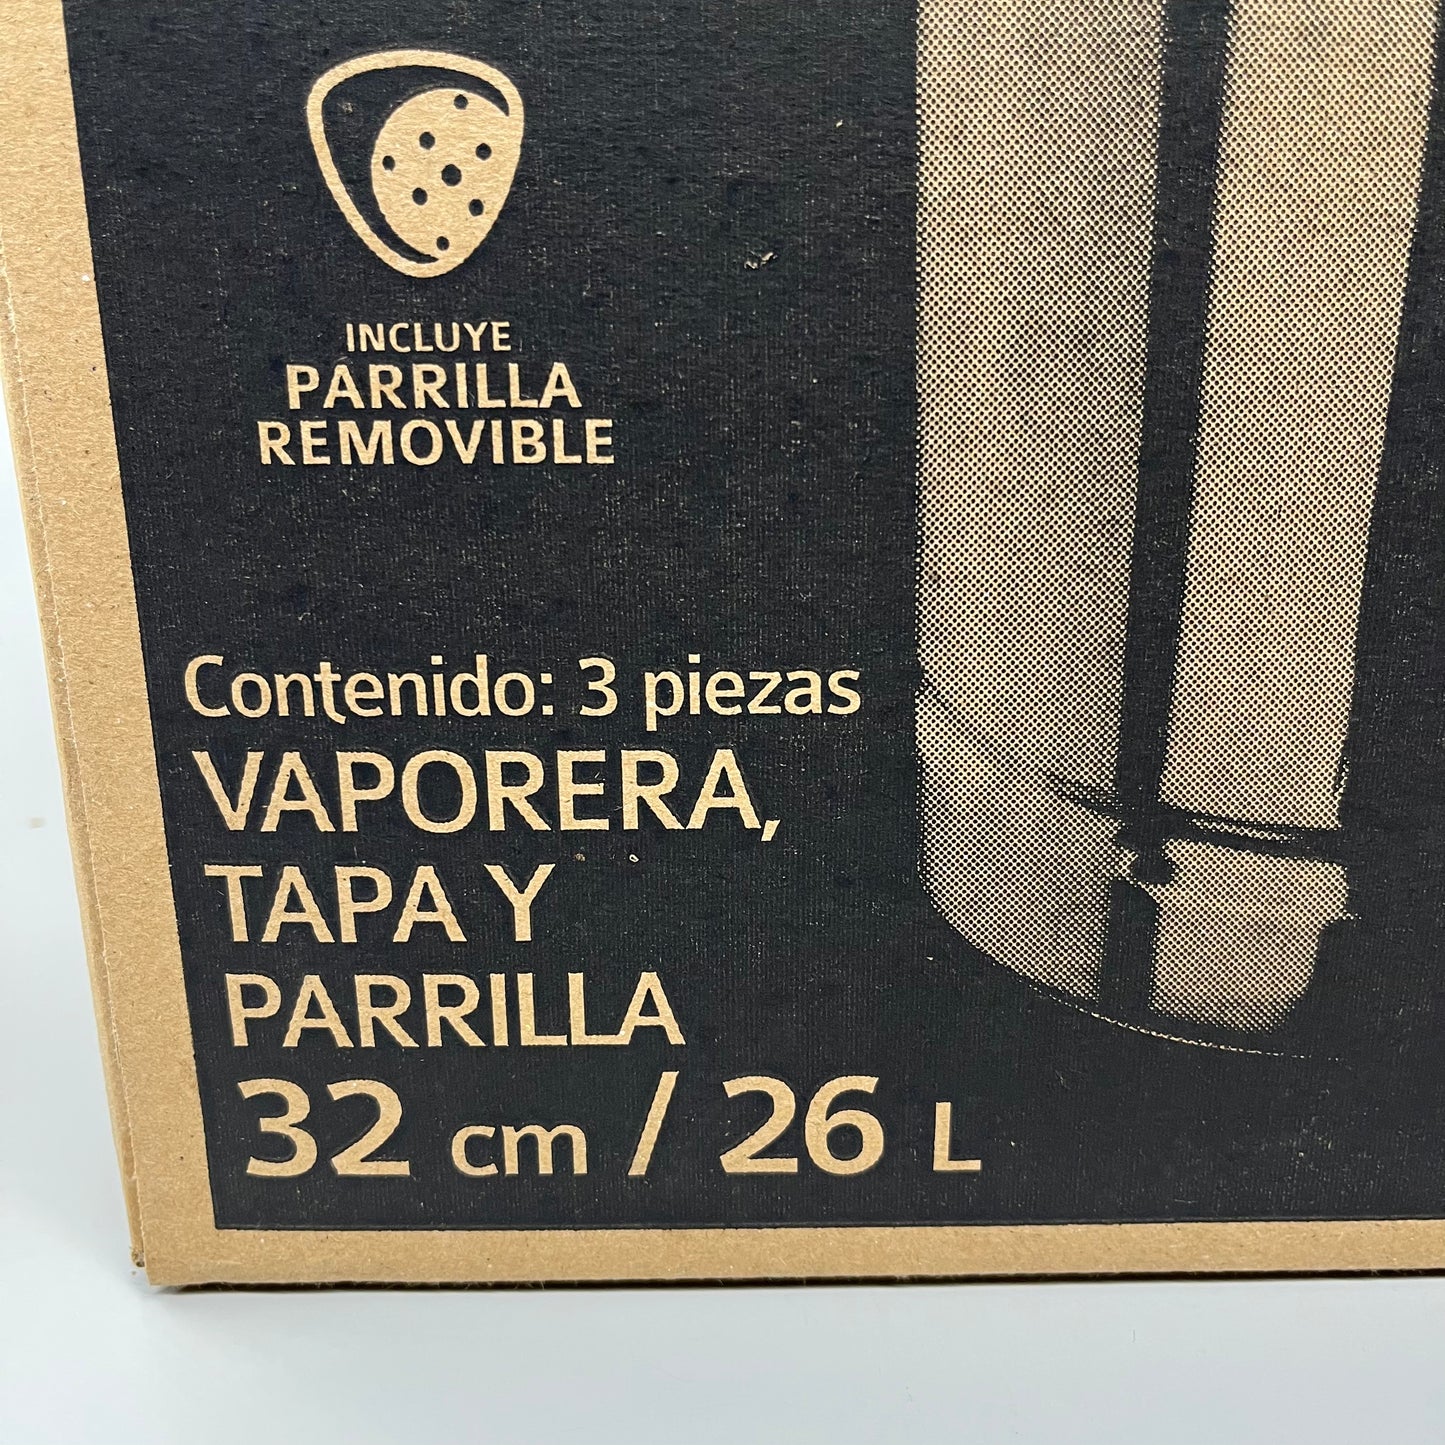 INCLUYE
PARRILLA
REMOVIBLE
Contenido: 3 piezas
VAPORERA,
TAPA Y
PARRILLA
32 cm / 26 L